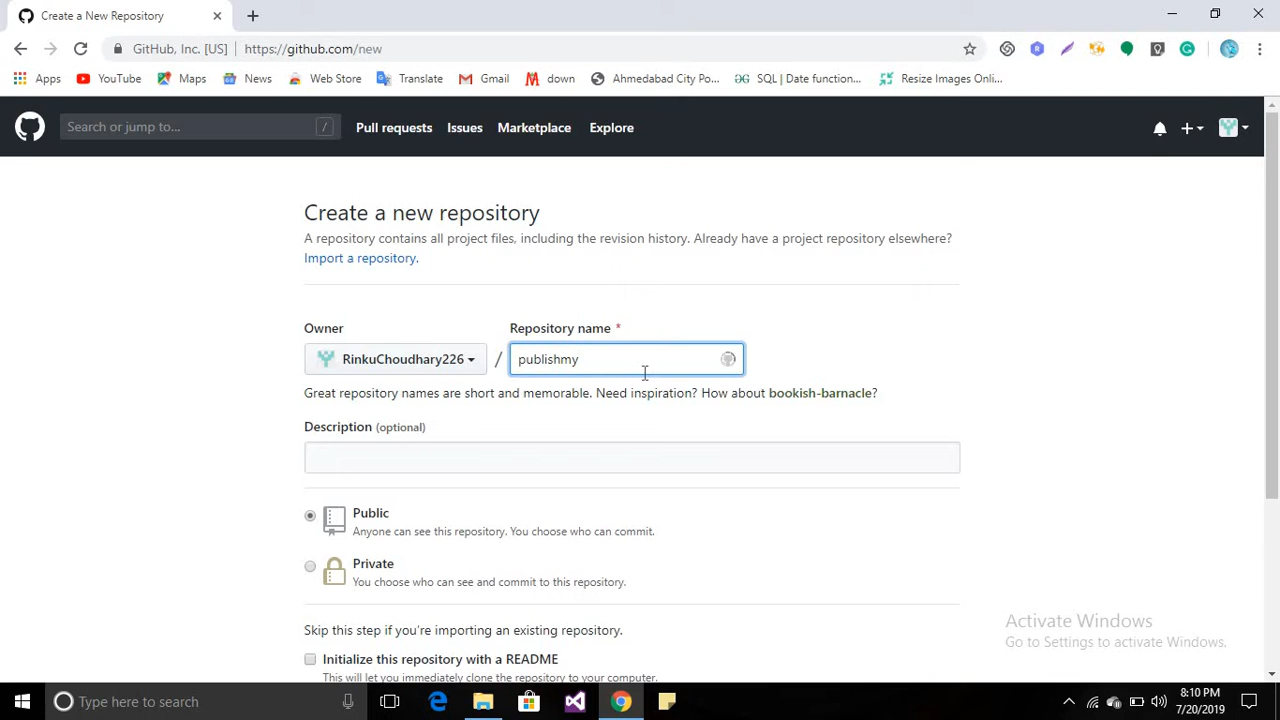 Create a New Repository
GitHub, Inc. [US] | https://github.com/new
Apps YouTube Maps News Web Store Translate Gmail down Ahmedabad City Po... SQL | Date function... Resize Images Onli...
Search or jump to... / Pull requests Issues Marketplace Explore
Create a new repository
A repository contains all project files, including the revision history. Already have a project repository elsewhere?
Import a repository.
Owner Repository name *
RinkuChoudhary226 / publishmy
Great repository names are short and memorable. Need inspiration? How about bookish-barnacle?
Description (optional)
Public
Anyone can see this repository. You choose who can commit.
Private
You choose who can see and commit to this repository.
Skip this step if you're importing an existing repository.
Initialize this repository with a README
This will let you immediately clone the repository to your computer.
Activate Windows
Go to Settings to activate Windows.
Type here to search
8:10 PM
7/20/2019